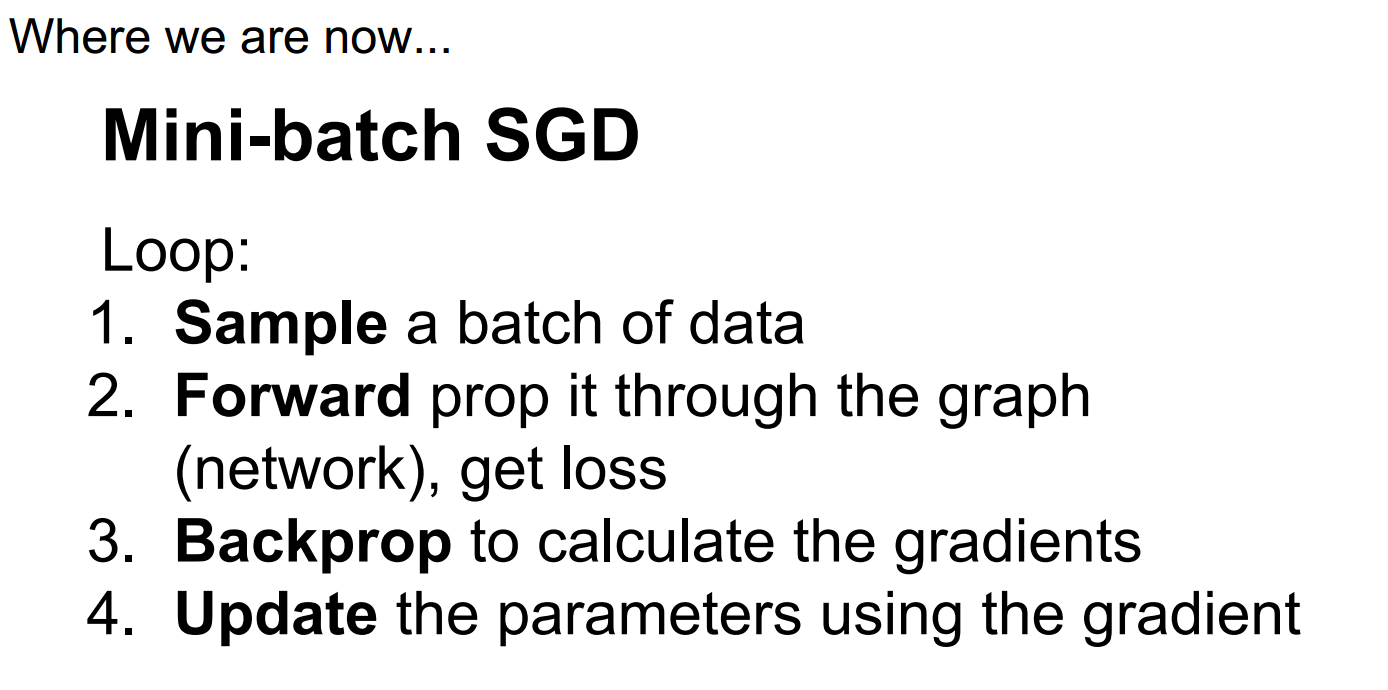 Where we are now...
Mini-batch SGD
Loop:
1. Sample a batch of data
2. Forward prop it through the graph
(network), get loss
3. Backprop to calculate the gradients
4. Update the parameters using the gradient